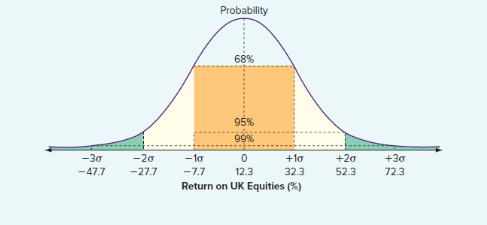 Probability
68%
95%
99%
−3σ −2σ −1σ 0 +1σ +2σ +3σ
−47.7 −27.7 −7.7 12.3 32.3 52.3 72.3
Return on UK Equities (%)